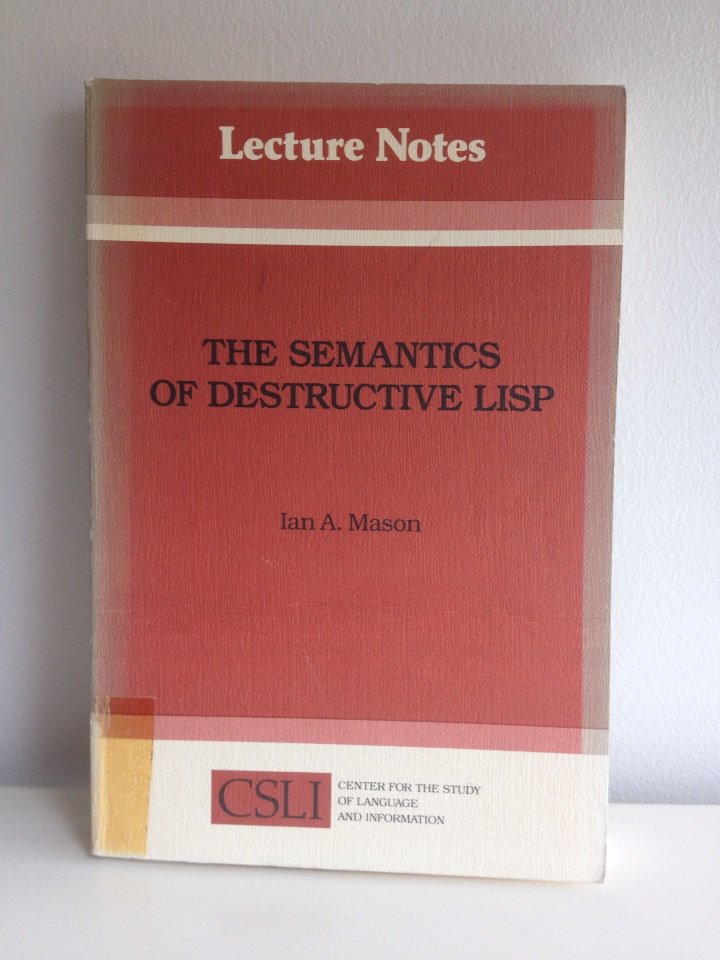 Lecture Notes
THE SEMANTICS
OF DESTRUCTIVE LISP
Ian A. Mason
CSLI
CENTER FOR THE STUDY
OF LANGUAGE
AND INFORMATION